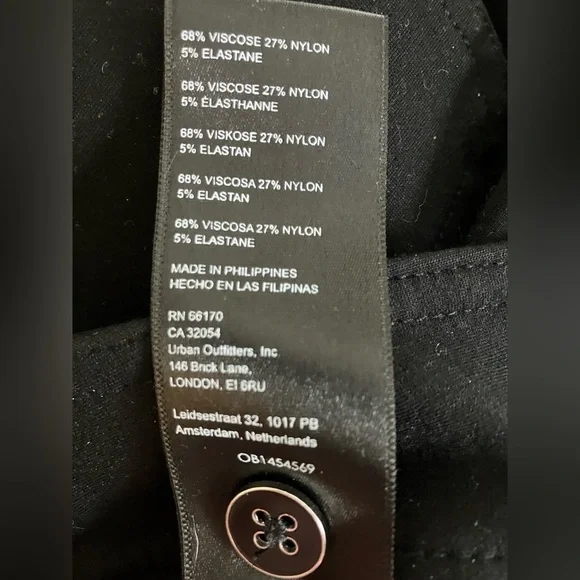 68% VISCOSE 27% NYLON
5% ELASTANE
68% VISCOSE 27% NYLON
5% ÉLASTHANNE
68% VISKOSE 27% NYLON
5% ELASTAN
68% VISCOSA 27% NYLON
5% ELASTAN
68% VISCOSA 27% NYLON
5% ELASTANE
MADE IN PHILIPPINES
HECHO EN LAS FILIPINAS
RN 66170
CA 32054
Urban Outfitters, Inc
146 Brick Lane,
LONDON, EI 6RU
Leidsestraat 32, 1017 PB
Amsterdam, Netherlands
OB1454569